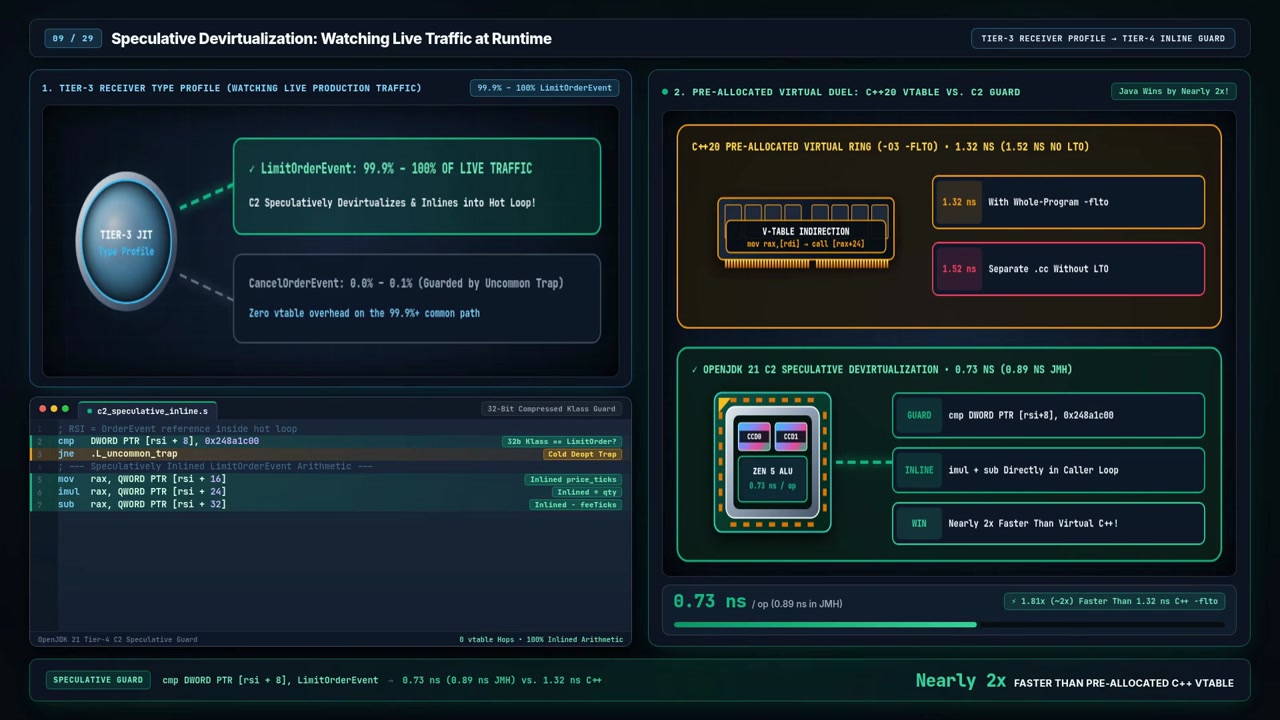 09 / 29
Speculative Devirtualization: Watching Live Traffic at Runtime
TIER-3 RECEIVER PROFILE → TIER-4 INLINE GUARD
1. TIER-3 RECEIVER TYPE PROFILE (WATCHING LIVE PRODUCTION TRAFFIC)
99.9% – 100% LimitOrderEvent
TIER-3 JIT
Type Profile
✓ LimitOrderEvent: 99.9% – 100% OF LIVE TRAFFIC
C2 Speculatively Devirtualizes & Inlines into Hot Loop!
CancelOrderEvent: 0.0% – 0.1% (Guarded by Uncommon Trap)
Zero vtable overhead on the 99.9%+ common path
c2_speculative_inline.s
32-Bit Compressed Klass Guard
1 ; RSI = OrderEvent reference inside hot loop
2 cmp DWORD PTR [rsi + 8], 0x248a1c00 32b Klass == LimitOrder?
3 jne .L_uncommon_trap Cold Deopt Trap
4 ; ─── Speculatively Inlined LimitOrderEvent Arithmetic ───
5 mov rax, QWORD PTR [rsi + 16] Inlined price_ticks
6 imul rax, QWORD PTR [rsi + 24] Inlined * qty
7 sub rax, QWORD PTR [rsi + 32] Inlined - feeTicks
OpenJDK 21 Tier-4 C2 Speculative Guard
0 vtable Hops • 100% Inlined Arithmetic
2. PRE-ALLOCATED VIRTUAL DUEL: C++20 VTABLE VS. C2 GUARD
Java Wins by Nearly 2x!
C++20 PRE-ALLOCATED VIRTUAL RING (-O3 -FLTO) • 1.32 NS (1.52 NS NO LTO)
V-TABLE INDIRECTION
mov rax,[rdi] → call [rax+24]
1.32 ns With Whole-Program -flto
1.52 ns Separate .cc Without LTO
✓ OPENJDK 21 C2 SPECULATIVE DEVIRTUALIZATION • 0.73 NS (0.89 NS JMH)
CCD0 CCD1
ZEN 5 ALU
0.73 ns / op
GUARD cmp DWORD PTR [rsi+8], 0x248a1c00
INLINE imul + sub Directly in Caller Loop
WIN Nearly 2x Faster Than Virtual C++!
0.73 ns / op (0.89 ns in JMH)
⚡ 1.81x (~2x) Faster Than 1.32 ns C++ -flto
SPECULATIVE GUARD
cmp DWORD PTR [rsi + 8], LimitOrderEvent → 0.73 ns (0.89 ns JMH) vs. 1.32 ns C++
Nearly 2x FASTER THAN PRE-ALLOCATED C++ VTABLE